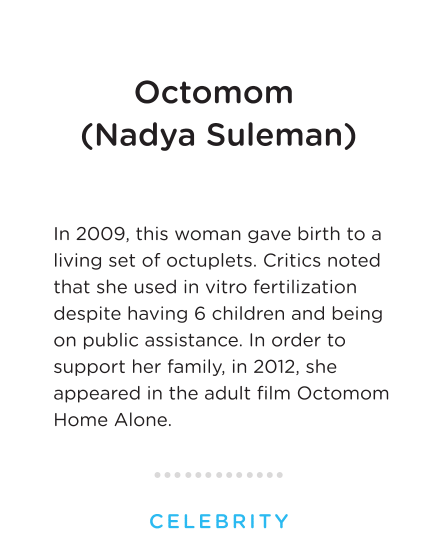 Octomom
(Nadya Suleman)
In 2009, this woman gave birth to a
living set of octuplets. Critics noted
that she used in vitro fertilization
despite having 6 children and being
on public assistance. In order to
support her family, in 2012, she
appeared in the adult film Octomom
Home Alone.
CELEBRITY